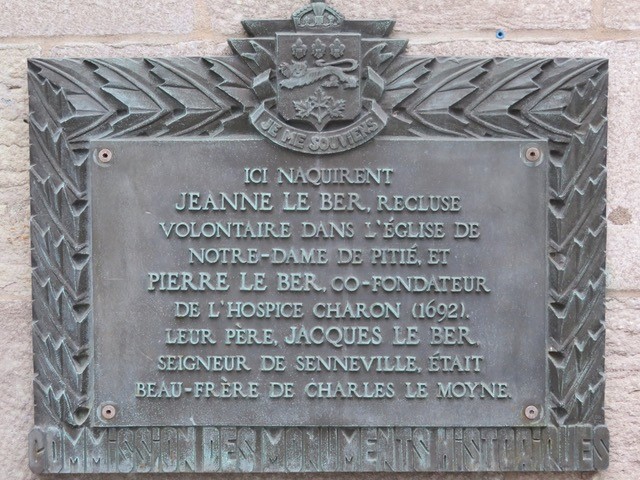 JE ME SOUVIENS
ICI NAQUIRENT
JEANNE LE BER, RECLUSE
VOLONTAIRE DANS L'ÉGLISE DE
NOTRE-DAME DE PITIÉ, ET
PIERRE LE BER, CO-FONDATEUR
DE L'HOSPICE CHARON (1692).
LEUR PÈRE, JACQUES LE BER,
SEIGNEUR DE SENNEVILLE, ÉTAIT
BEAU-FRÈRE DE CHARLES LE MOYNE.
COMMISSION DES MONUMENTS HISTORIQUES